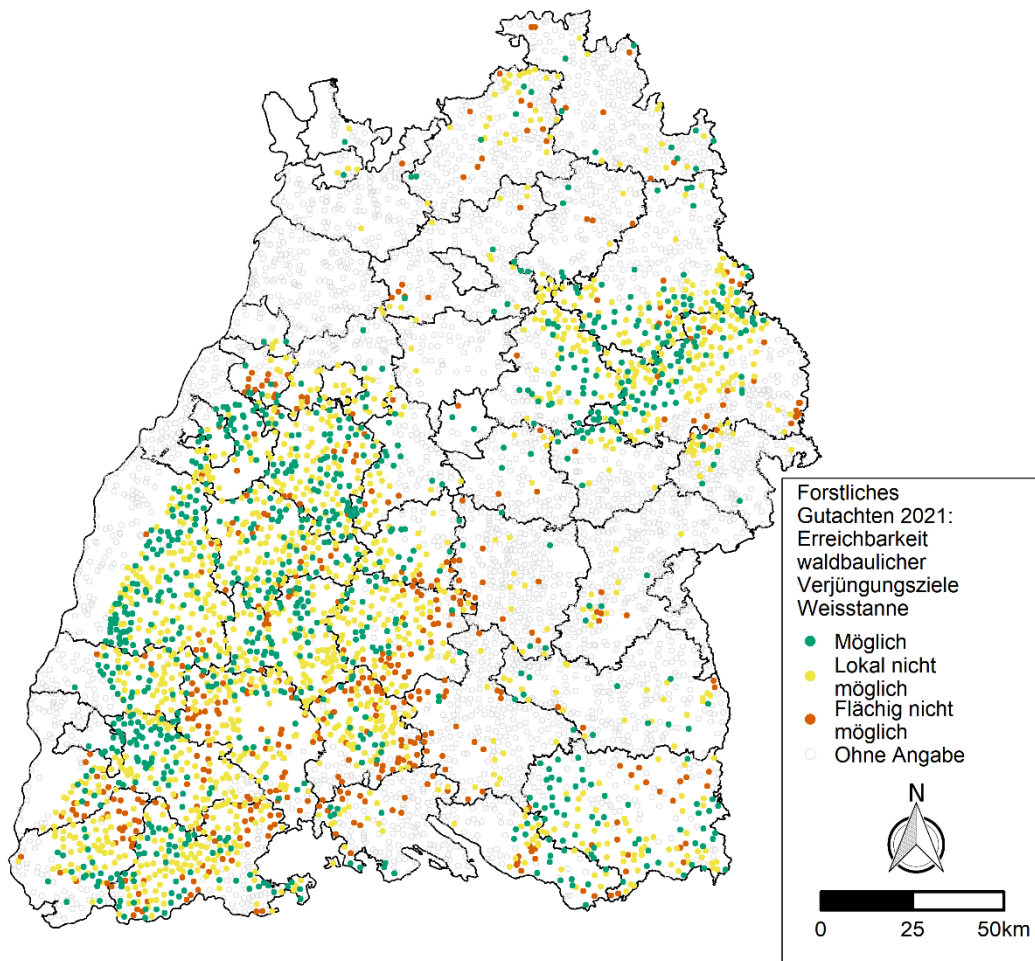 Forstliches
Gutachten 2021:
Erreichbarkeit
waldbaulicher
Verjüngungsziele
Weisstanne
Möglich
Lokal nicht
möglich
Flächig nicht
möglich
Ohne Angabe
N
0 25 50km